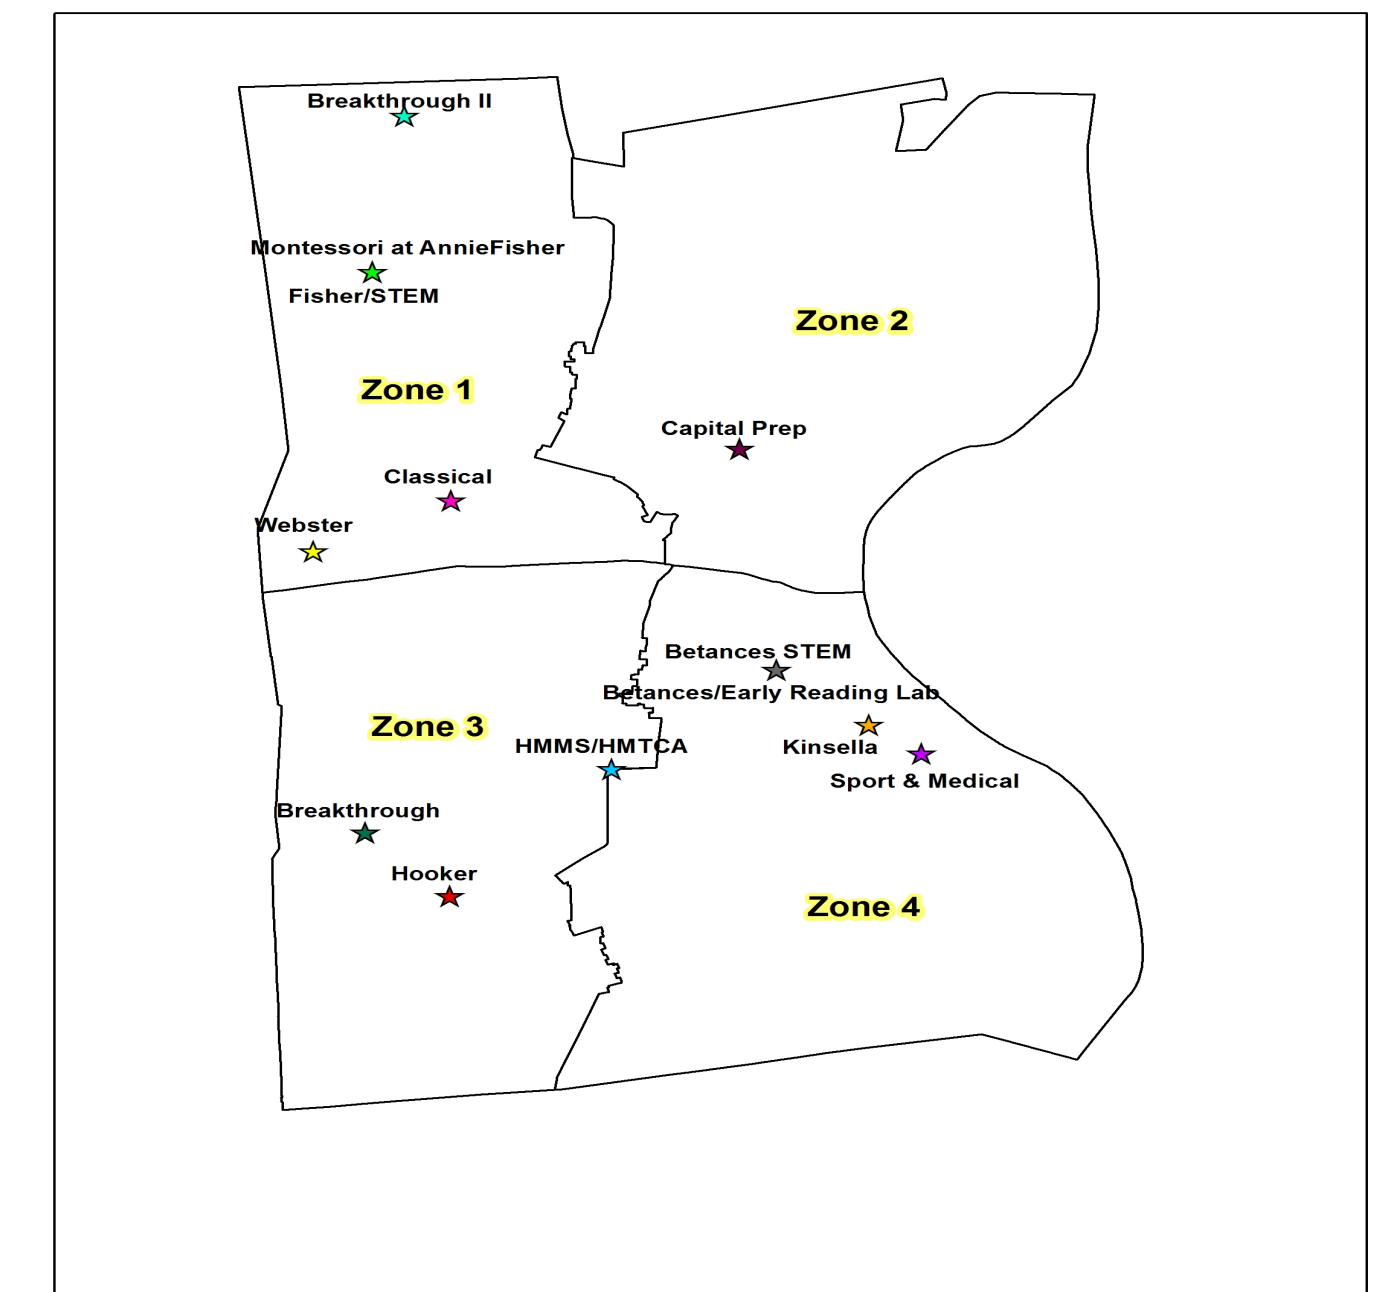 Breakthrough II
Montessori at AnnieFisher
Fisher/STEM
Zone 2
Zone 1
Capital Prep
Classical
Webster
Betances STEM
Betances/Early Reading Lab
Zone 3
HMMS/HMTCA
Kinsella
Sport & Medical
Breakthrough
Hooker
Zone 4